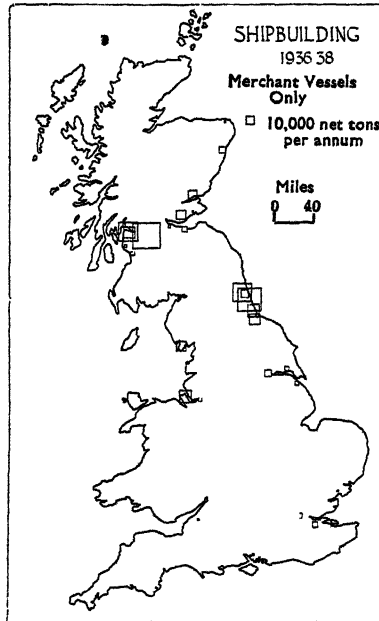 SHIPBUILDING
1936 38
Merchant Vessels
Only
10,000 net tons
per annum
Miles
0 40